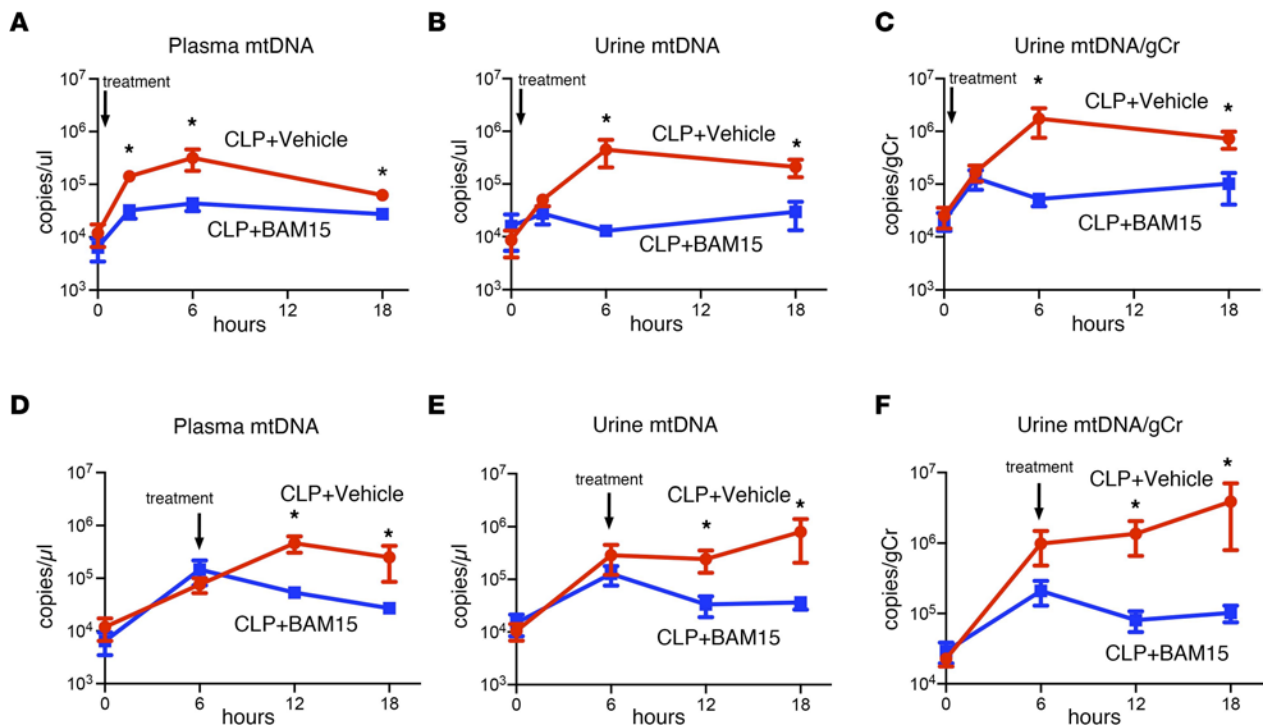 A
Plasma mtDNA
10⁷
10⁶
10⁵
10⁴
10³
copies/ul
treatment
*
*
*
CLP+Vehicle
CLP+BAM15
0
6
12
18
hours
B
Urine mtDNA
10⁷
10⁶
10⁵
10⁴
10³
copies/ul
treatment
*
*
CLP+Vehicle
CLP+BAM15
0
6
12
18
hours
C
Urine mtDNA/gCr
10⁷
10⁶
10⁵
10⁴
10³
copies/gCr
treatment
*
*
CLP+Vehicle
CLP+BAM15
0
6
12
18
hours
D
Plasma mtDNA
10⁷
10⁶
10⁵
10⁴
10³
copies/µl
treatment
CLP+Vehicle
*
*
CLP+BAM15
0
6
12
18
hours
E
Urine mtDNA
10⁷
10⁶
10⁵
10⁴
10³
copies/µl
treatment
CLP+Vehicle
*
*
CLP+BAM15
0
6
12
18
hours
F
Urine mtDNA/gCr
10⁷
10⁶
10⁵
10⁴
copies/gCr
treatment
*
CLP+Vehicle
*
CLP+BAM15
0
6
12
18
hours